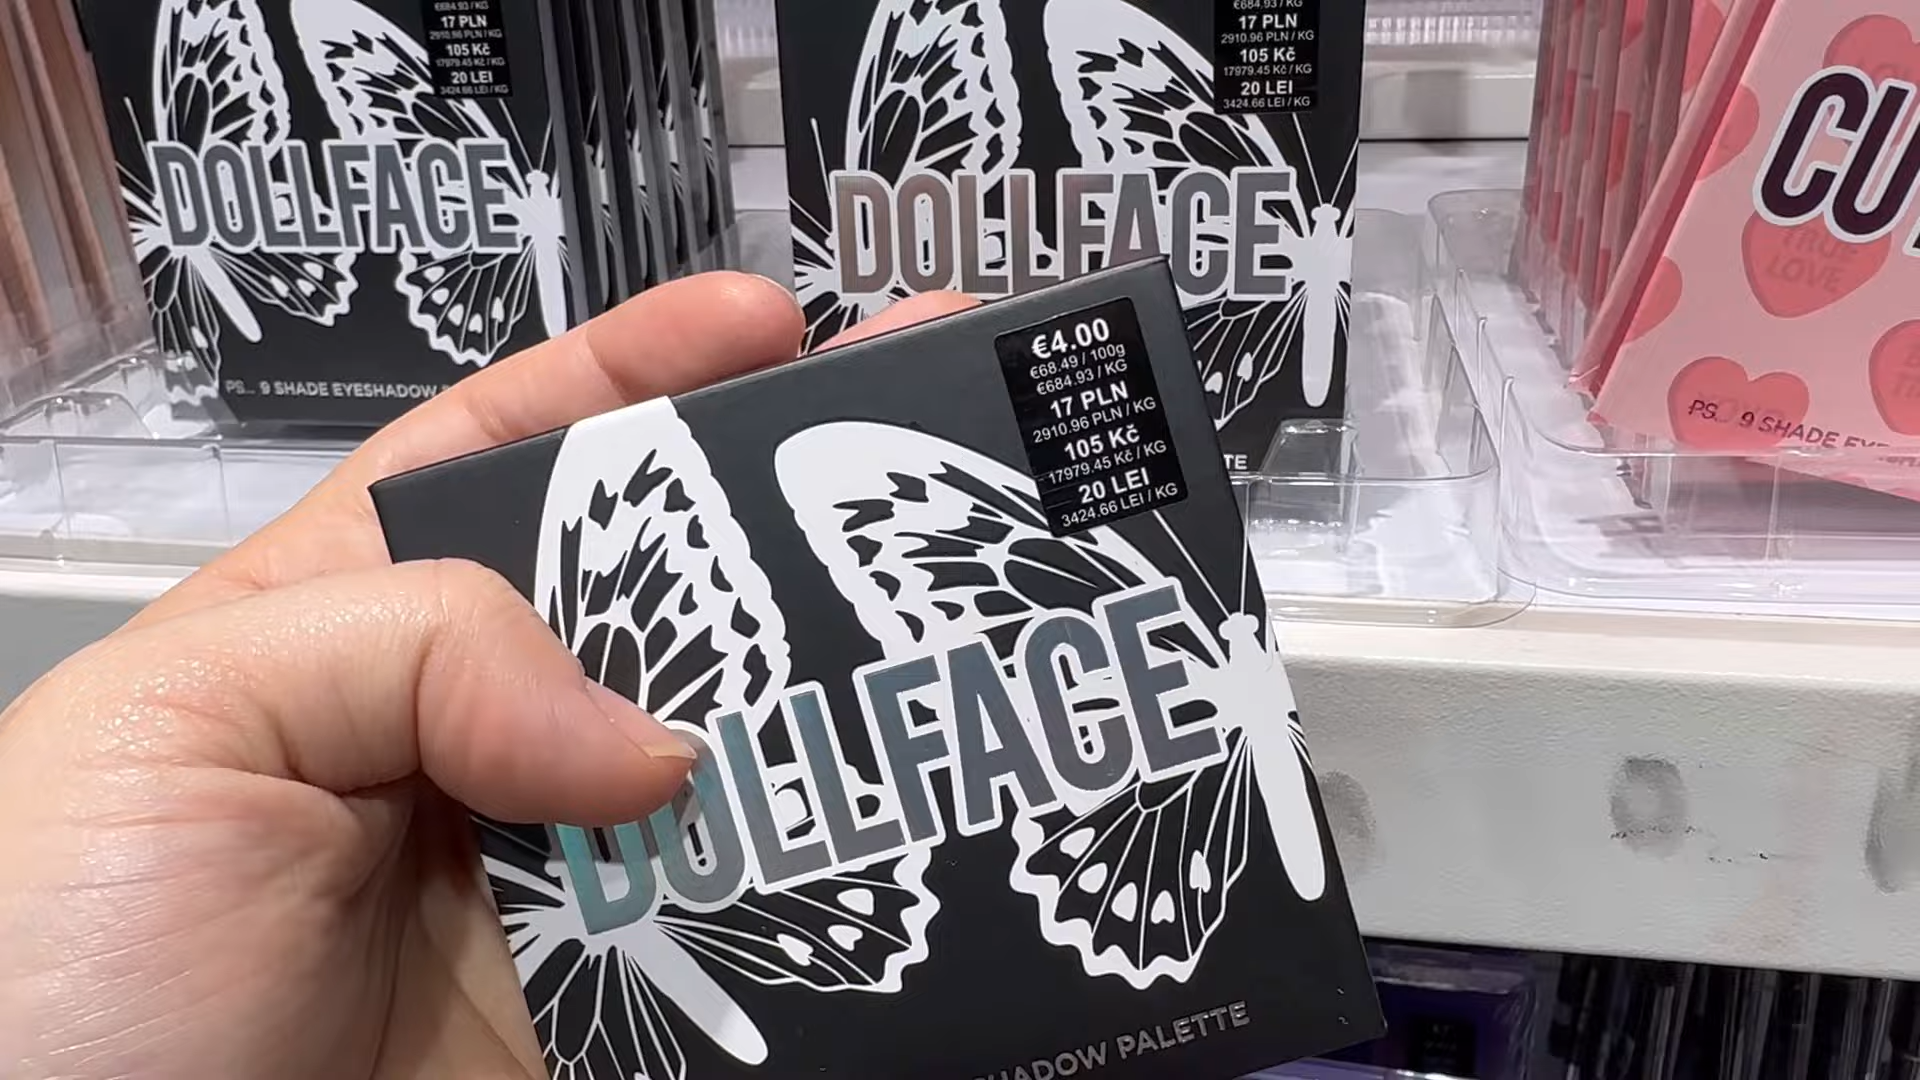 €684.93 / KG
17 PLN
2910.96 PLN / KG
105 Kč
17979.45 Kč / KG
20 LEI
3424.66 LEI / KG
DOLLFACE
PS... 9 SHADE EYESHADOW
€684.93 / KG
17 PLN
2910.96 PLN / KG
105 Kč
17979.45 Kč / KG
20 LEI
3424.66 LEI / KG
DOLLFACE
TE
CU
TRUE
LOVE
PS... 9 SHADE EYE
€4.00
€68.49 / 100g
€684.93 / KG
17 PLN
2910.96 PLN / KG
105 Kč
17979.45 Kč / KG
20 LEI
3424.66 LEI / KG
DOLLFACE
SHADOW PALETTE